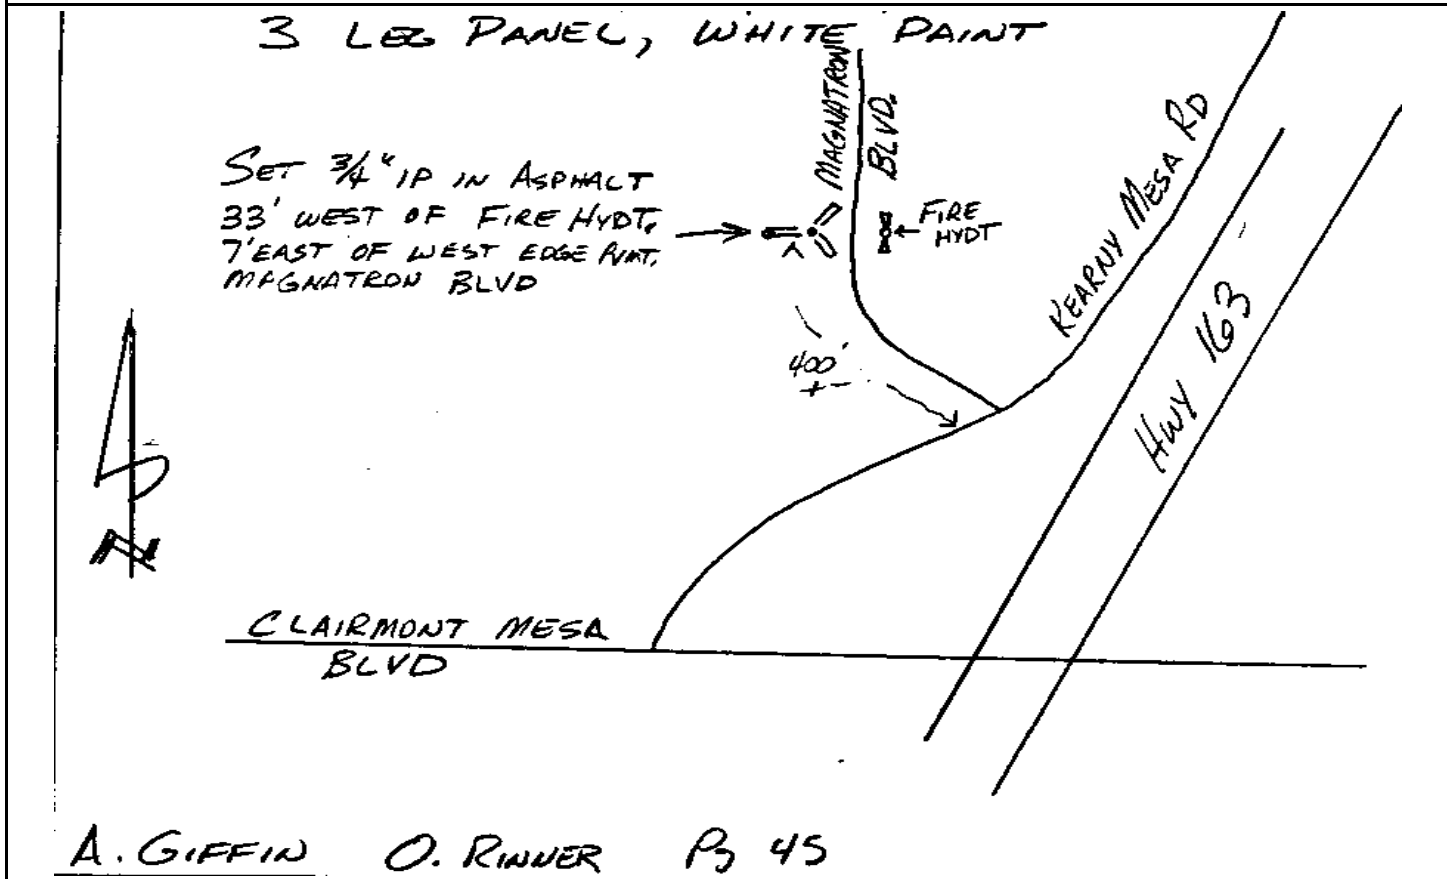 3 LEG PANEL, WHITE PAINT
MAGNATRON
BLVD.
SET 3/4" IP IN ASPHALT
33' WEST OF FIRE HYDT,
7' EAST OF WEST EDGE PVMT,
MAGNATRON BLVD
FIRE
HYDT
KEARNY MESA RD
400'
+-
HWY 163
N
CLAIRMONT MESA
BLVD
A. GIFFIN O. RINNER Pg 45